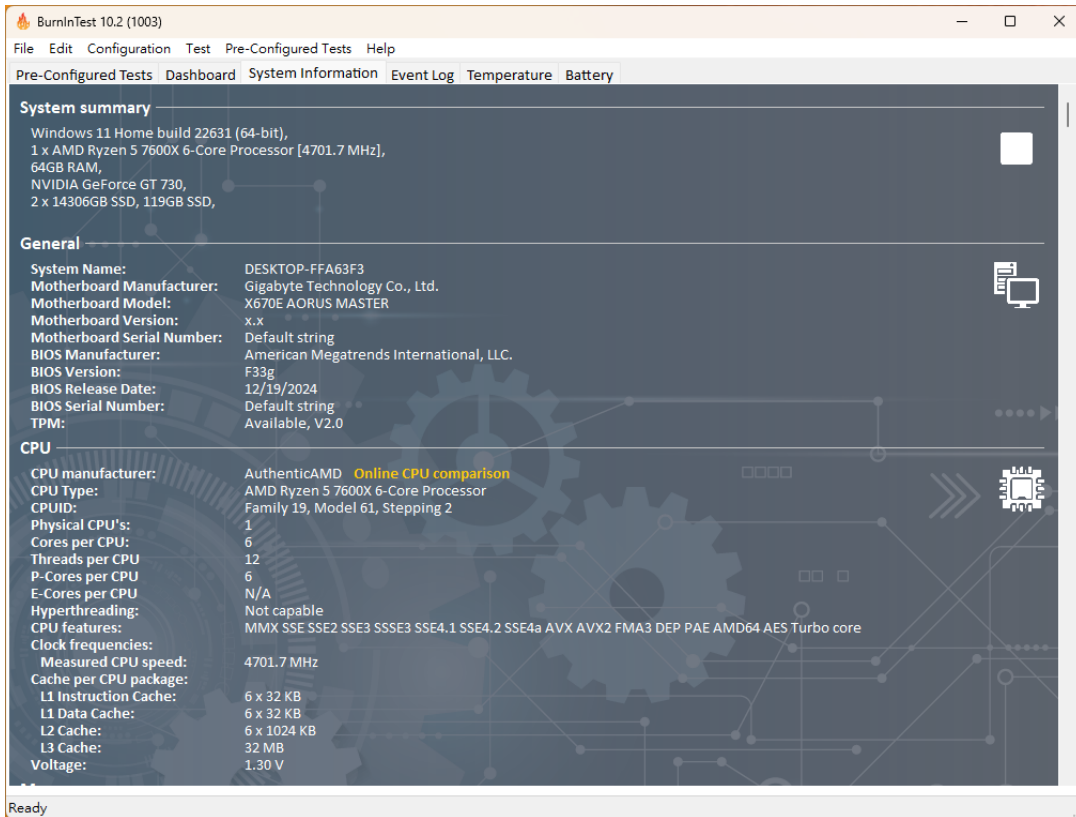 BurnInTest 10.2 (1003)
File Edit Configuration Test Pre-Configured Tests Help
Pre-Configured Tests Dashboard System Information Event Log Temperature Battery
System summary
Windows 11 Home build 22631 (64-bit),
1 x AMD Ryzen 5 7600X 6-Core Processor [4701.7 MHz],
64GB RAM,
NVIDIA GeForce GT 730,
2 x 14306GB SSD, 119GB SSD,
General
System Name: DESKTOP-FFA63F3
Motherboard Manufacturer: Gigabyte Technology Co., Ltd.
Motherboard Model: X670E AORUS MASTER
Motherboard Version: x.x
Motherboard Serial Number: Default string
BIOS Manufacturer: American Megatrends International, LLC.
BIOS Version: F33g
BIOS Release Date: 12/19/2024
BIOS Serial Number: Default string
TPM: Available, V2.0
CPU
CPU manufacturer: AuthenticAMD Online CPU comparison
CPU Type: AMD Ryzen 5 7600X 6-Core Processor
CPUID: Family 19, Model 61, Stepping 2
Physical CPU's: 1
Cores per CPU: 6
Threads per CPU 12
P-Cores per CPU 6
E-Cores per CPU N/A
Hyperthreading: Not capable
CPU features: MMX SSE SSE2 SSE3 SSSE3 SSE4.1 SSE4.2 SSE4a AVX AVX2 FMA3 DEP PAE AMD64 AES Turbo core
Clock frequencies:
Measured CPU speed: 4701.7 MHz
Cache per CPU package:
L1 Instruction Cache: 6 x 32 KB
L1 Data Cache: 6 x 32 KB
L2 Cache: 6 x 1024 KB
L3 Cache: 32 MB
Voltage: 1.30 V
Ready